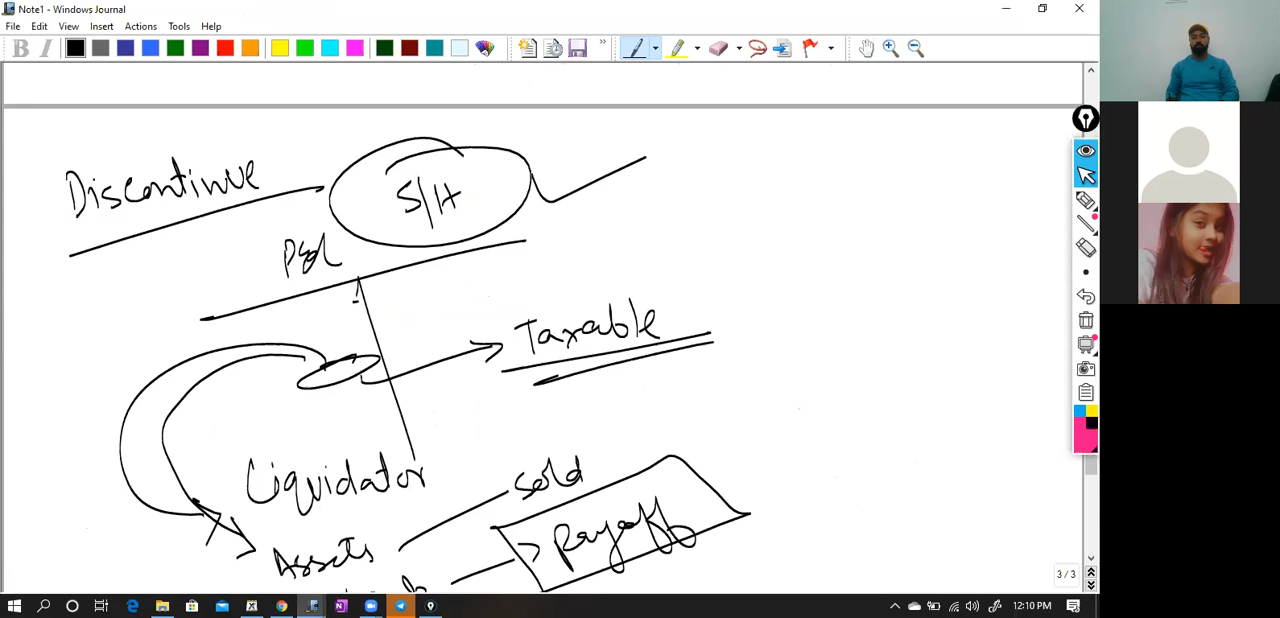 Note1 - Windows Journal
File Edit View Insert Actions Tools Help
B I
Discontinue S/H
Taxable
Liquidator
sold
Assets
payoff
3 / 3
12:10 PM